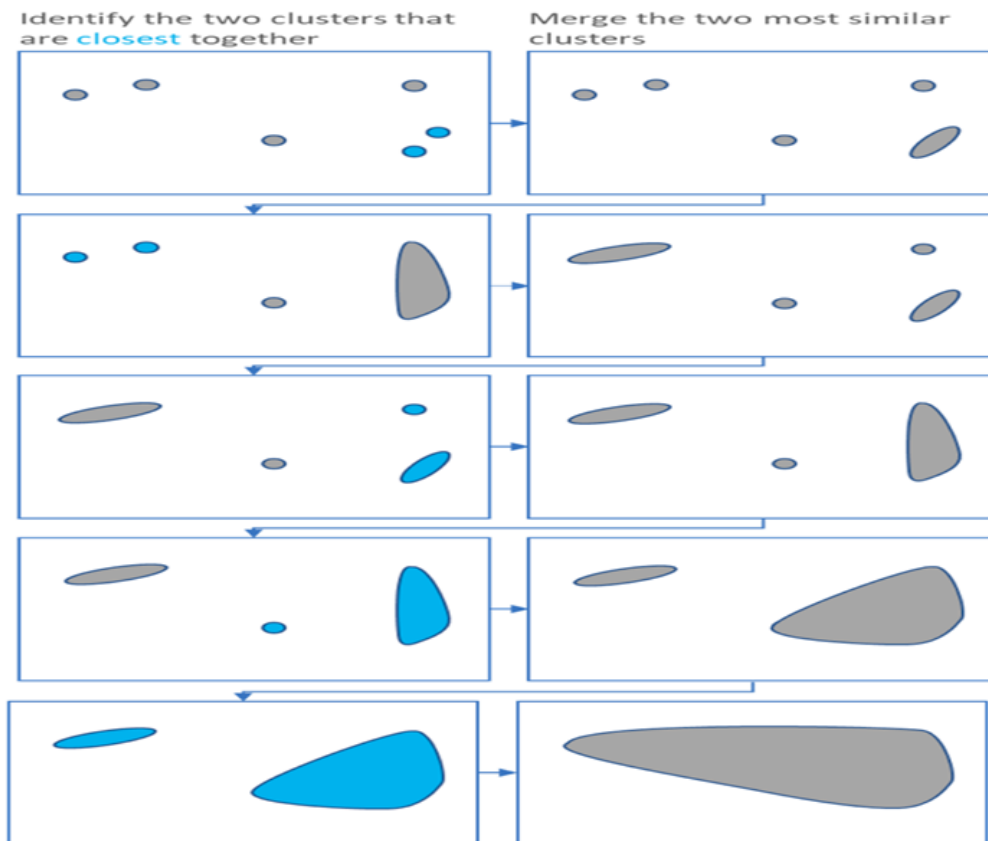 Identify the two clusters that
are closest together
Merge the two most similar
clusters